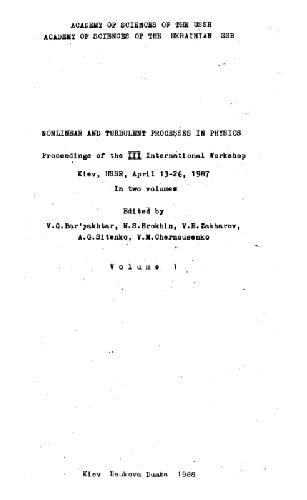 ACADEMY OF SCIENCES OF THE USSR
ACADEMY OF SCIENCES OF THE UKRAINIAN SSR
NONLINEAR AND TURBULENT PROCESSES IN PHYSICS
Proceedings of the III International Workshop
Kiev, USSR, April 13-26, 1987
In two volumes
Edited by
V.G.Bar'yakhtar, N.S.Erokhin, V.E.Zakharov,
A.G.Sitenko, V.M.Chernousenko
Volume 1
Kiev Naukova Dumka 1988